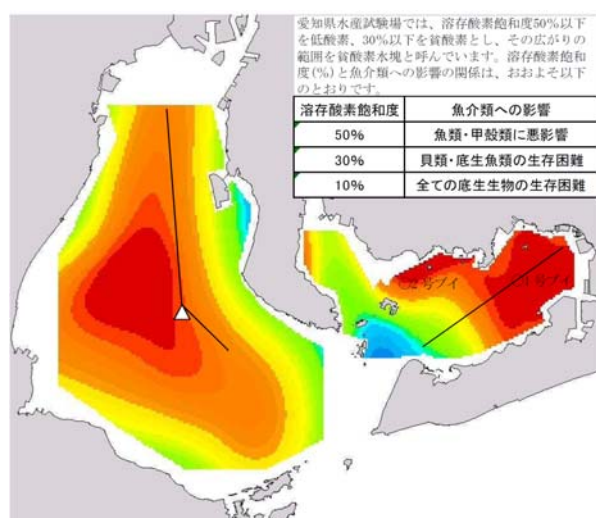 愛知県水産試験場では、溶存酸素飽和度50%以下
を低酸素、30%以下を貧酸素とし、その広がりの
範囲を貧酸素水塊と呼んでいます。溶存酸素飽和
度(%)と魚介類への影響の関係は、おおよそ以下
のとおりです。
溶存酸素飽和度 魚介類への影響
50% 魚類・甲殻類に悪影響
30% 貝類・底生魚類の生存困難
10% 全ての底生生物の生存困難
2号ブイ 1号ブイ